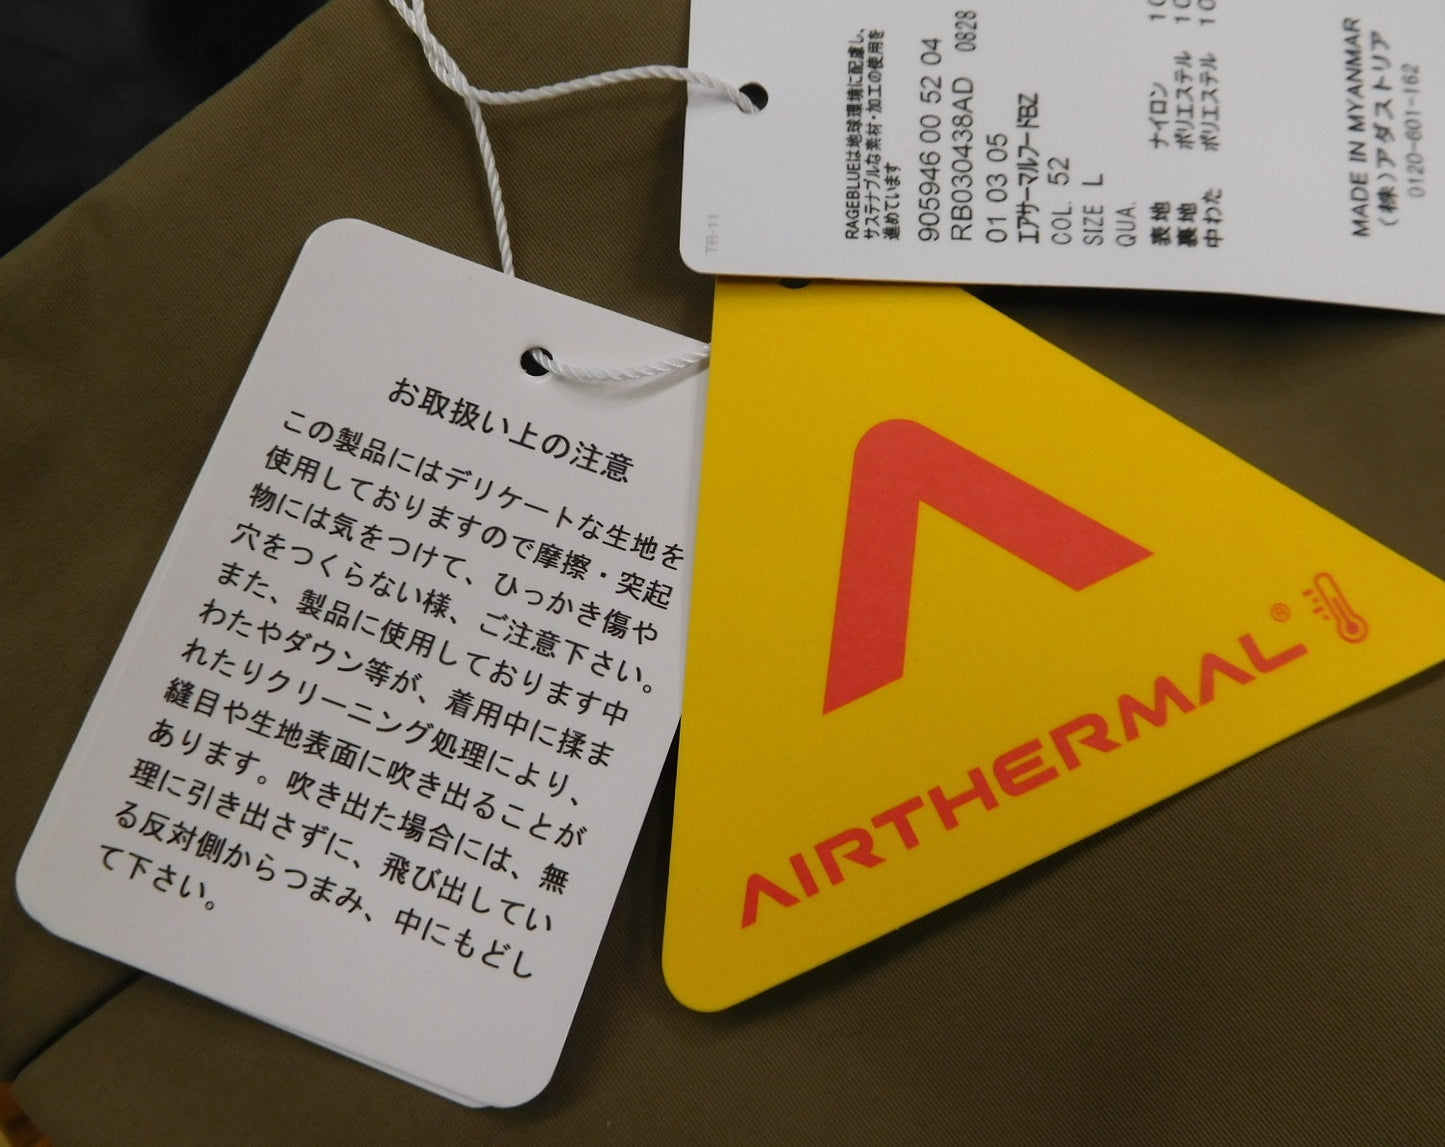 お取扱い上の注意
この製品にはデリケートな生地を
使用しておりますので摩擦・突起
物には気をつけて、ひっかき傷や
穴をつくらない様、ご注意下さい。
また、製品に使用しております中
わたやダウン等が、着用中に揉ま
れたりクリーニング処理により、
縫目や生地表面に吹き出ることが
あります。吹き出た場合には、無
理に引き出さずに、飛び出してい
る反対側からつまみ、中にもどし
て下さい。
TR-11
RAGEBLUEは地球環境に配慮し、
サステナブルな素材・加工の使用を
進めています
905946 00 52 04
RB030438AD 0828
01 03 05
エアサーマルフードBZ
COL. 52
SIZE L
QUA.
表地 ナイロン 10
裏地 ポリエステル 10
中わた ポリエステル 10
MADE IN MYANMAR
(株)アダストリア
0120-601-162
AIRTHERMAL®